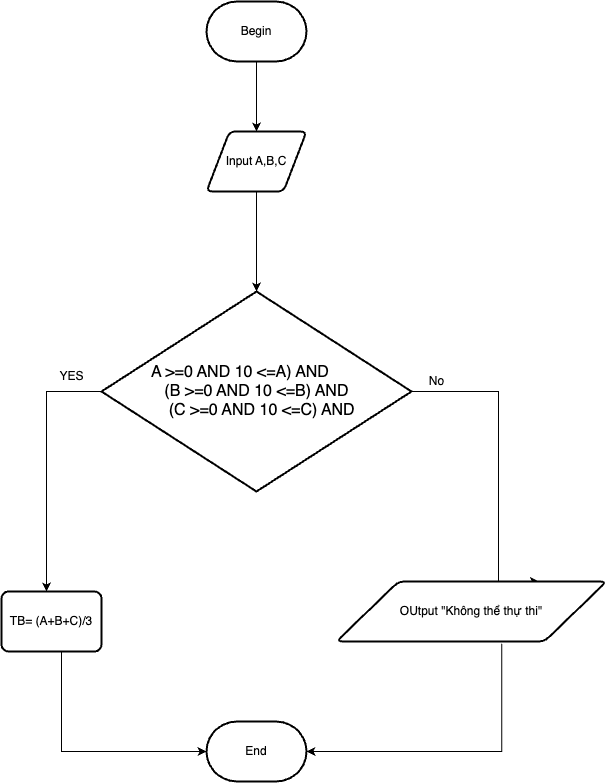 Begin
Input A,B,C
A >=0 AND 10 <=A) AND
(B >=0 AND 10 <=B) AND
(C >=0 AND 10 <=C) AND
YES
No
TB= (A+B+C)/3
OUtput "Không thể thự thi"
End